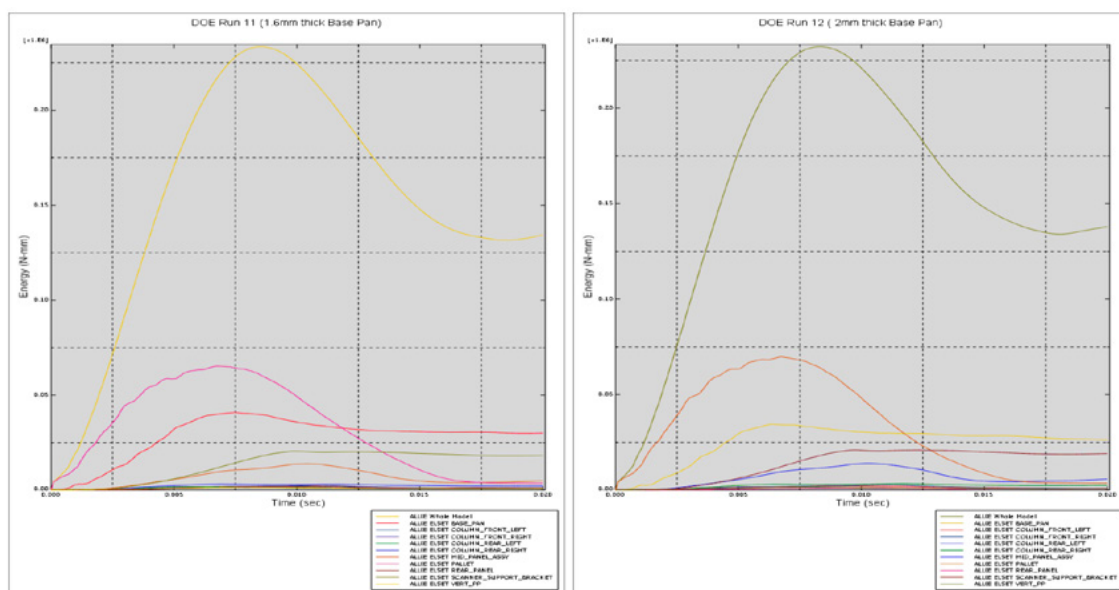 DOE Run 11 (1.6mm thick Base Pan)
[x1.E6]
Energy (N-mm)
0.20
0.15
0.10
0.05
0.00
0.000 0.005 0.010 0.015 0.020
Time (sec)
ALLIE Whole Model
ALLIE ELSET BASE_PAN
ALLIE ELSET COLUMN_FRONT_LEFT
ALLIE ELSET COLUMN_FRONT_RIGHT
ALLIE ELSET COLUMN_REAR_LEFT
ALLIE ELSET COLUMN_REAR_RIGHT
ALLIE ELSET MID_PANEL_ASSY
ALLIE ELSET PALLET
ALLIE ELSET REAR_PANEL
ALLIE ELSET SCANNER_SUPPORT_BRACKET
ALLIE ELSET VERT_PP
DOE Run 12 ( 2mm thick Base Pan)
[x1.E6]
Energy (N-mm)
0.20
0.15
0.10
0.05
0.00
0.000 0.005 0.010 0.015 0.020
Time (sec)
ALLIE Whole Model
ALLIE ELSET BASE_PAN
ALLIE ELSET COLUMN_FRONT_LEFT
ALLIE ELSET COLUMN_FRONT_RIGHT
ALLIE ELSET COLUMN_REAR_LEFT
ALLIE ELSET COLUMN_REAR_RIGHT
ALLIE ELSET MID_PANEL_ASSY
ALLIE ELSET PALLET
ALLIE ELSET REAR_PANEL
ALLIE ELSET SCANNER_SUPPORT_BRACKET
ALLIE ELSET VERT_PP